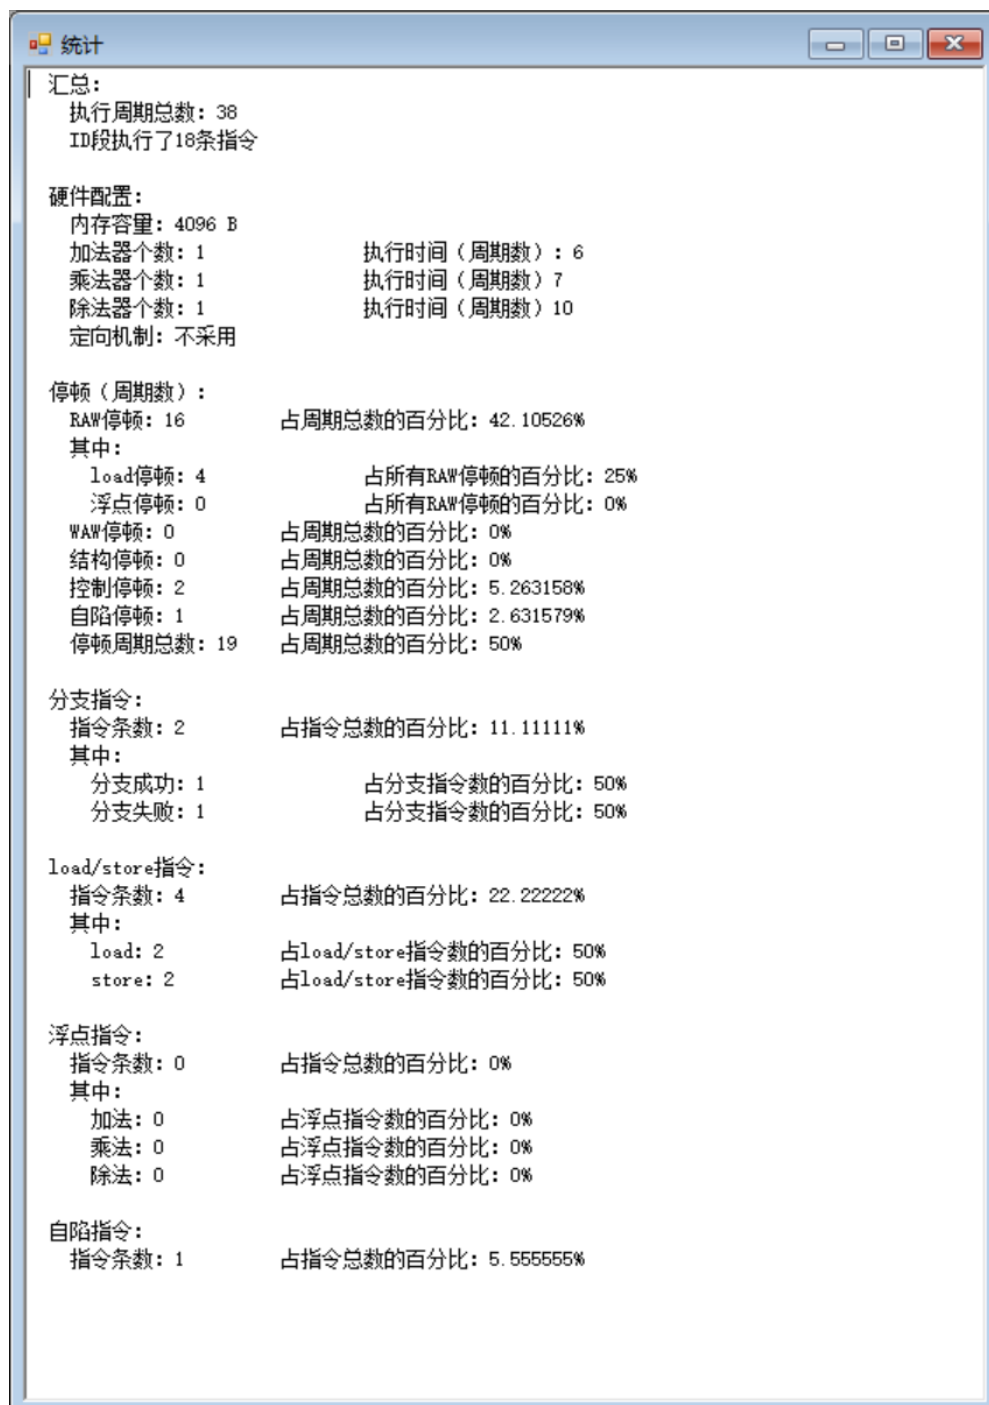 统计
汇总:
执行周期总数: 38
ID段执行了18条指令
硬件配置:
内存容量: 4096 B
加法器个数: 1 执行时间（周期数）: 6
乘法器个数: 1 执行时间（周期数）7
除法器个数: 1 执行时间（周期数）10
定向机制: 不采用
停顿（周期数）:
RAW停顿: 16 占周期总数的百分比: 42.10526%
其中:
load停顿: 4 占所有RAW停顿的百分比: 25%
浮点停顿: 0 占所有RAW停顿的百分比: 0%
WAW停顿: 0 占周期总数的百分比: 0%
结构停顿: 0 占周期总数的百分比: 0%
控制停顿: 2 占周期总数的百分比: 5.263158%
自陷停顿: 1 占周期总数的百分比: 2.631579%
停顿周期总数: 19 占周期总数的百分比: 50%
分支指令:
指令条数: 2 占指令总数的百分比: 11.11111%
其中:
分支成功: 1 占分支指令数的百分比: 50%
分支失败: 1 占分支指令数的百分比: 50%
load/store指令:
指令条数: 4 占指令总数的百分比: 22.22222%
其中:
load: 2 占load/store指令数的百分比: 50%
store: 2 占load/store指令数的百分比: 50%
浮点指令:
指令条数: 0 占指令总数的百分比: 0%
其中:
加法: 0 占浮点指令数的百分比: 0%
乘法: 0 占浮点指令数的百分比: 0%
除法: 0 占浮点指令数的百分比: 0%
自陷指令:
指令条数: 1 占指令总数的百分比: 5.555555%